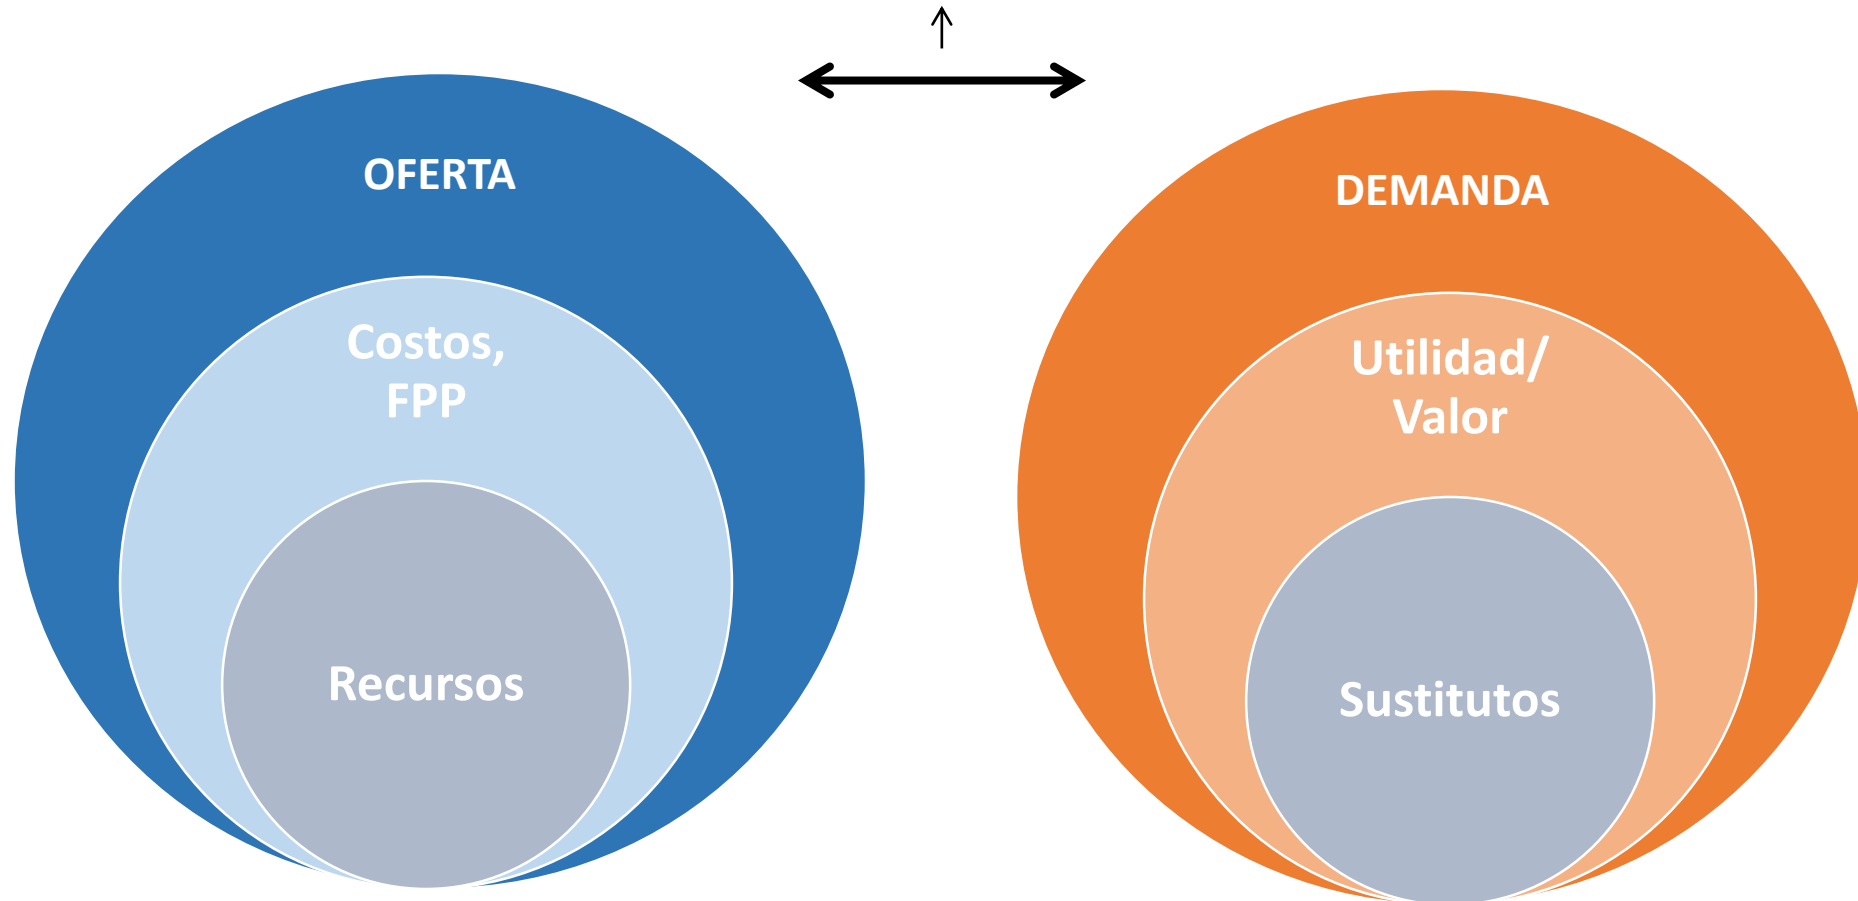 OFERTA
Costos,
FPP
Recursos
DEMANDA
Utilidad/
Valor
Sustitutos